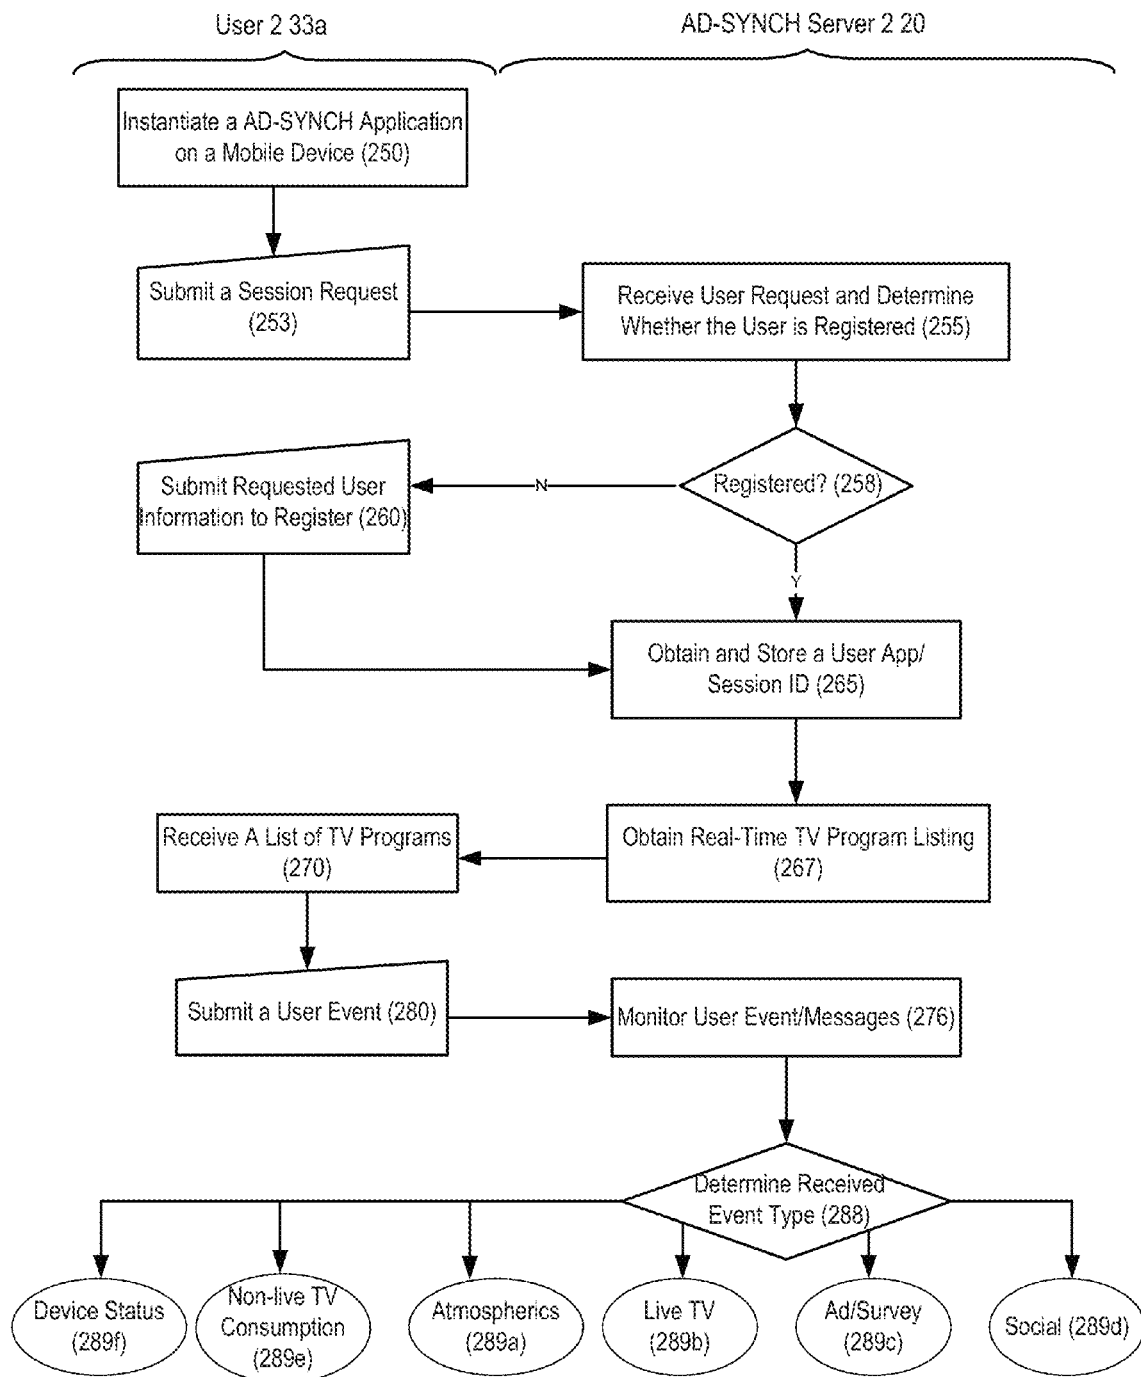 User 2 33a
AD-SYNCH Server 2 20
Instantiate a AD-SYNCH Application
on a Mobile Device (250)
Submit a Session Request
(253)
Receive User Request and Determine
Whether the User is Registered (255)
Registered? (258)
N
Submit Requested User
Information to Register (260)
Y
Obtain and Store a User App/
Session ID (265)
Obtain Real-Time TV Program Listing
(267)
Receive A List of TV Programs
(270)
Submit a User Event (280)
Monitor User Event/Messages (276)
Determine Received
Event Type (288)
Device Status
(289f)
Non-live TV
Consumption
(289e)
Atmospherics
(289a)
Live TV
(289b)
Ad/Survey
(289c)
Social (289d)